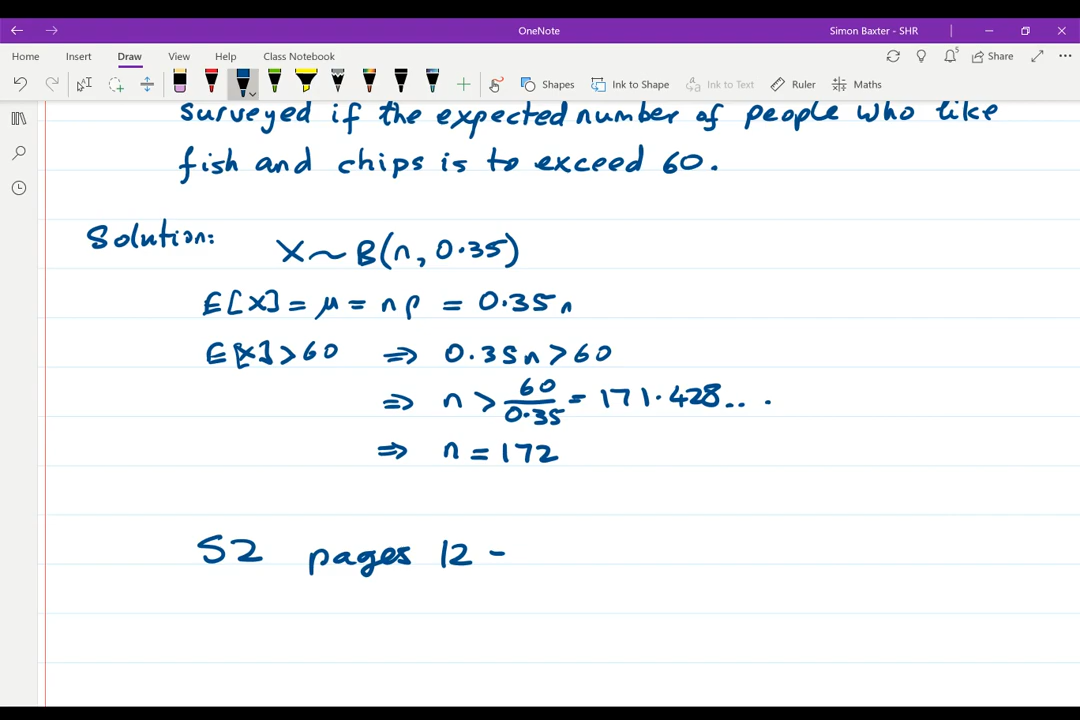 OneNote
Simon Baxter - SHR
Home Insert Draw View Help Class Notebook
5
Share
Shapes Ink to Shape Ink to Text Ruler Maths
surveyed if the expected number of people who like
fish and chips is to exceed 60.
Solution:
X ~ B(n, 0.35)
E[X] = μ = np = 0.35n
E[X] > 60 ⇒ 0.35n > 60
⇒ n > 60/0.35 = 171.428...
⇒ n = 172
S2 pages 12 -